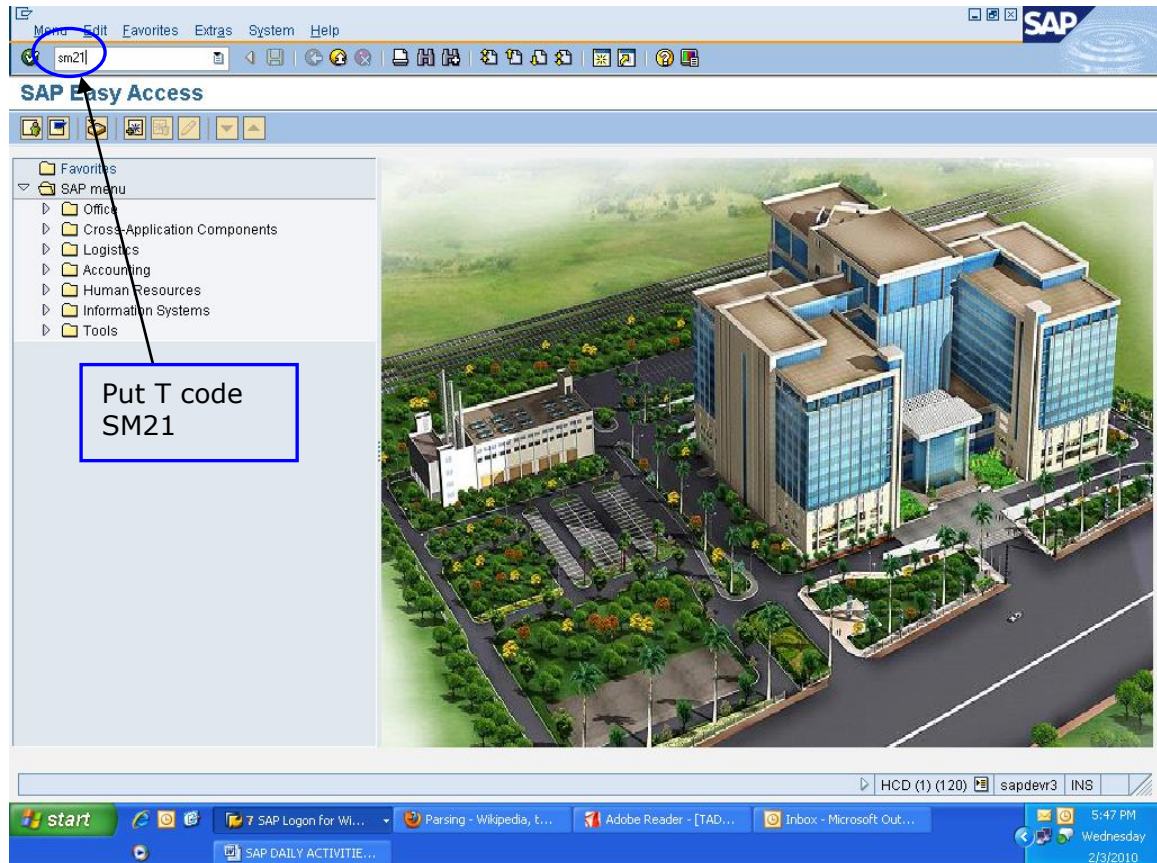 Menu Edit Favorites Extras System Help
SAP
sm21
SAP Easy Access
Favorites
SAP menu
Office
Cross-Application Components
Logistics
Accounting
Human Resources
Information Systems
Tools
Put T code
SM21
HCD (1) (120) sapdevr3 INS
start 7 SAP Logon for Wi... Parsing - Wikipedia, t... Adobe Reader - [TAD... Inbox - Microsoft Out... 5:47 PM
Wednesday
SAP DAILY ACTIVITIE... 2/3/2010